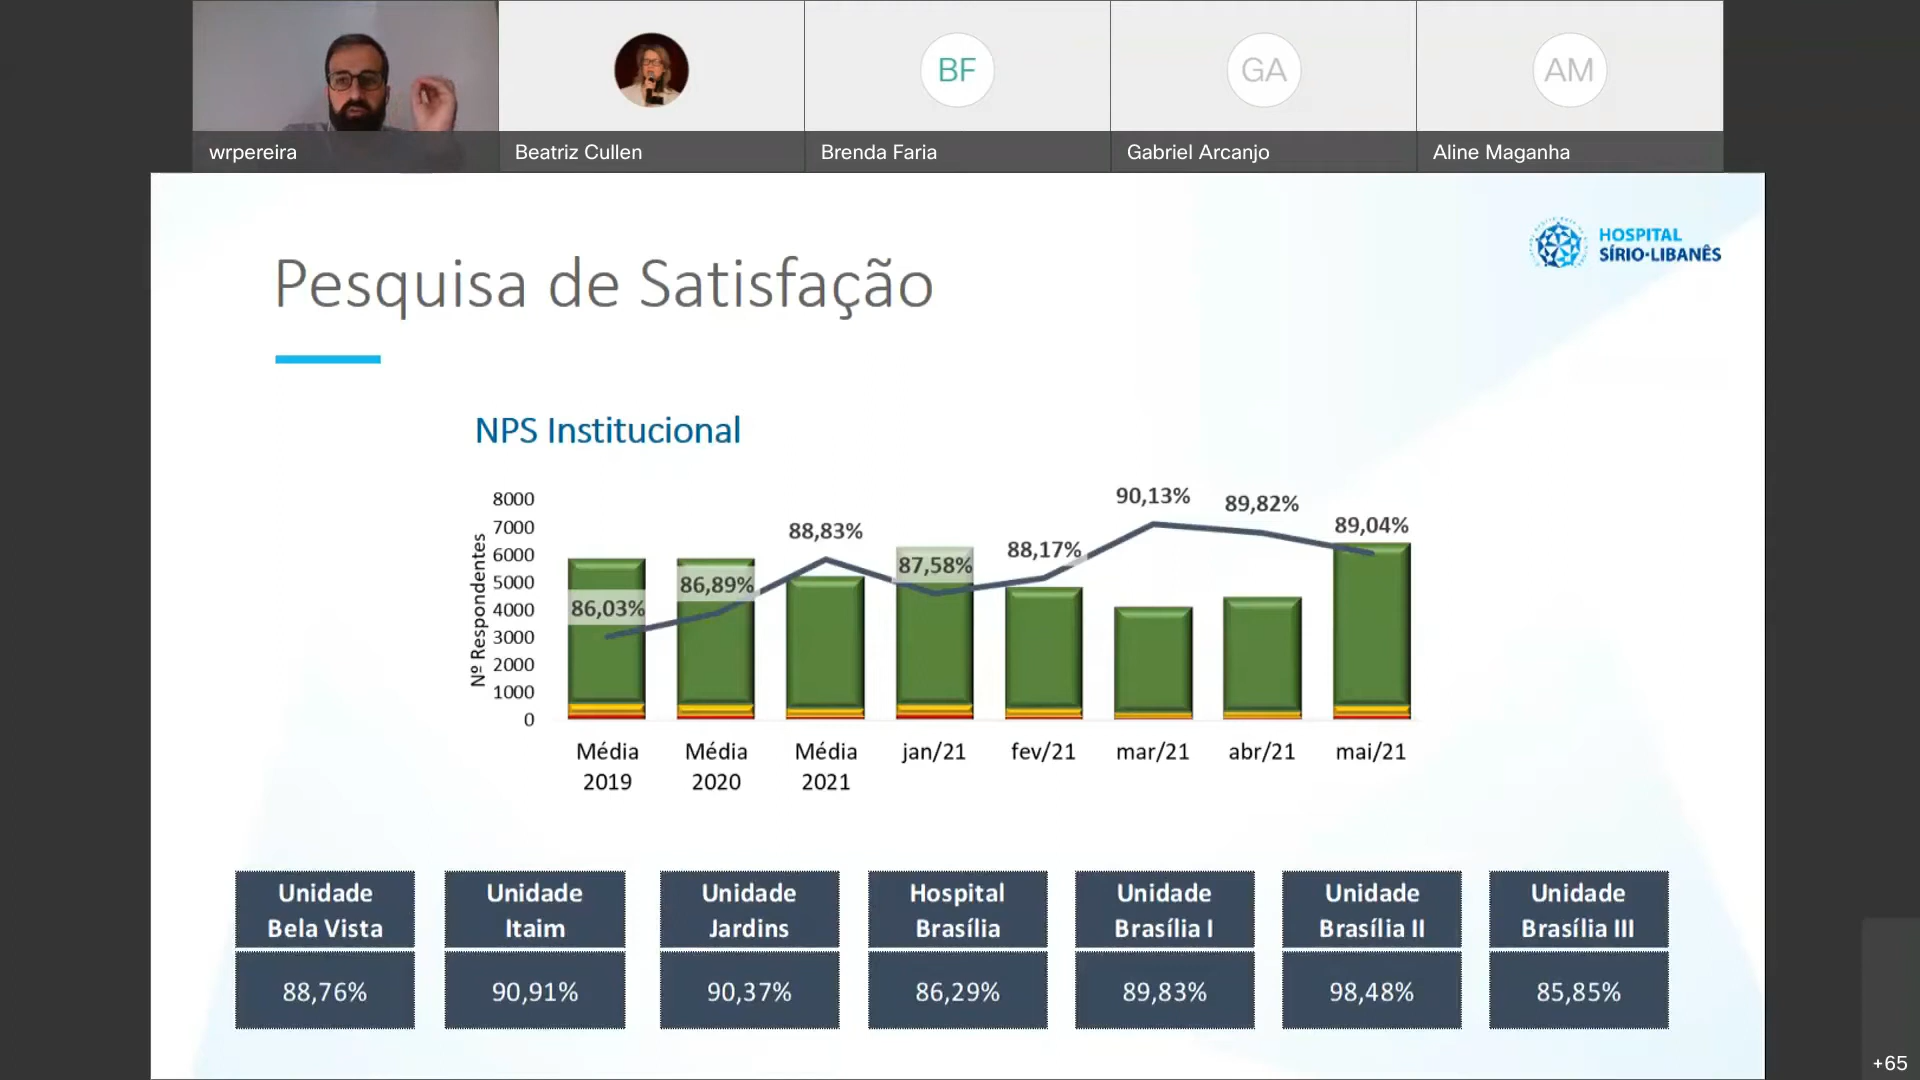 BF
GA
AM
wrpereira
Beatriz Cullen
Brenda Faria
Gabriel Arcanjo
Aline Maganha
HOSPITAL
SÍRIO•LIBANÊS
Pesquisa de Satisfação
NPS Institucional
Nº Respondentes
8000
7000
6000
5000
4000
3000
2000
1000
0
86,03%
86,89%
88,83%
87,58%
88,17%
90,13%
89,82%
89,04%
Média 2019
Média 2020
Média 2021
jan/21
fev/21
mar/21
abr/21
mai/21
Unidade
Bela Vista
88,76%
Unidade
Itaim
90,91%
Unidade
Jardins
90,37%
Hospital
Brasília
86,29%
Unidade
Brasília I
89,83%
Unidade
Brasília II
98,48%
Unidade
Brasília III
85,85%
+65